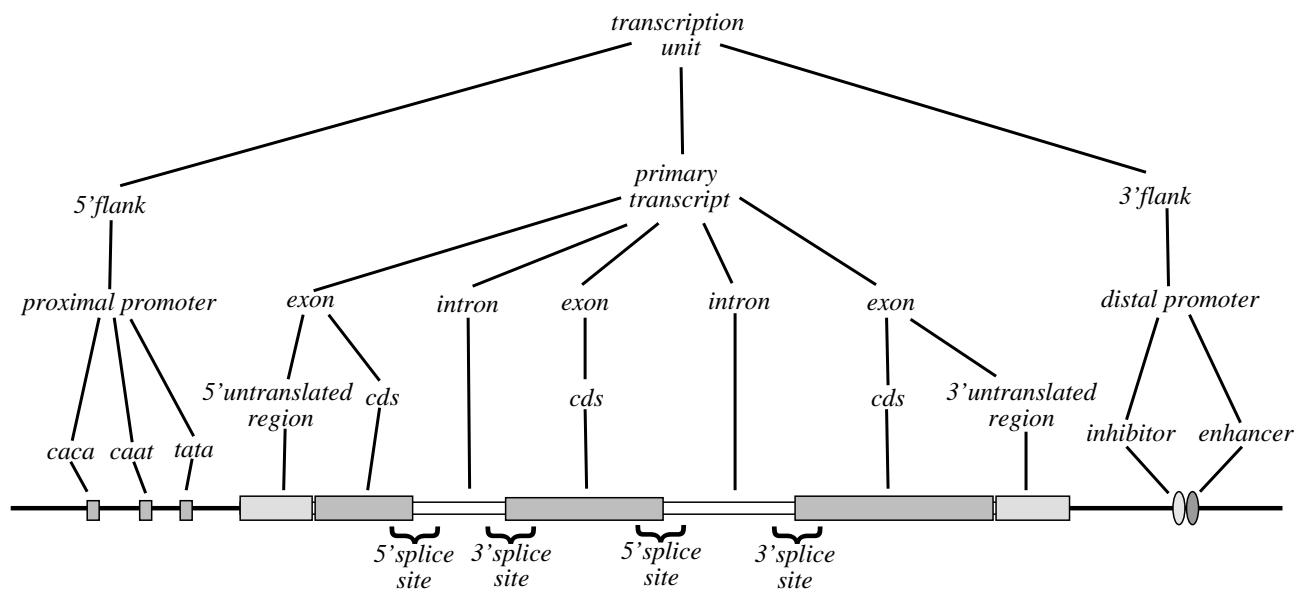 transcription
unit
primary
transcript
5’flank
3’flank
proximal promoter
exon
intron
exon
intron
exon
distal promoter
5’untranslated
region
cds
cds
cds
3’untranslated
region
caca
caat
tata
inhibitor
enhancer
5’splice
site
3’splice
site
5’splice
site
3’splice
site